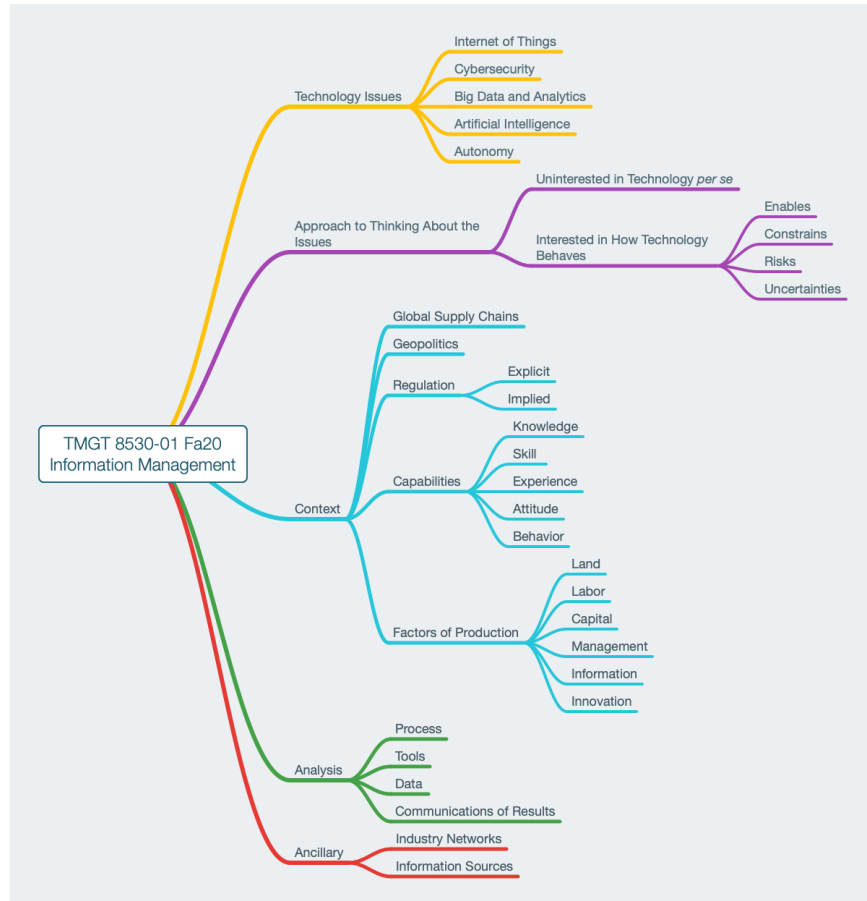 TMGT 8530-01 Fa20
Information Management
Technology Issues
Internet of Things
Cybersecurity
Big Data and Analytics
Artificial Intelligence
Autonomy
Approach to Thinking About the
Issues
Uninterested in Technology per se
Interested in How Technology
Behaves
Enables
Constrains
Risks
Uncertainties
Context
Global Supply Chains
Geopolitics
Regulation
Explicit
Implied
Capabilities
Knowledge
Skill
Experience
Attitude
Behavior
Factors of Production
Land
Labor
Capital
Management
Information
Innovation
Analysis
Process
Tools
Data
Communications of Results
Ancillary
Industry Networks
Information Sources